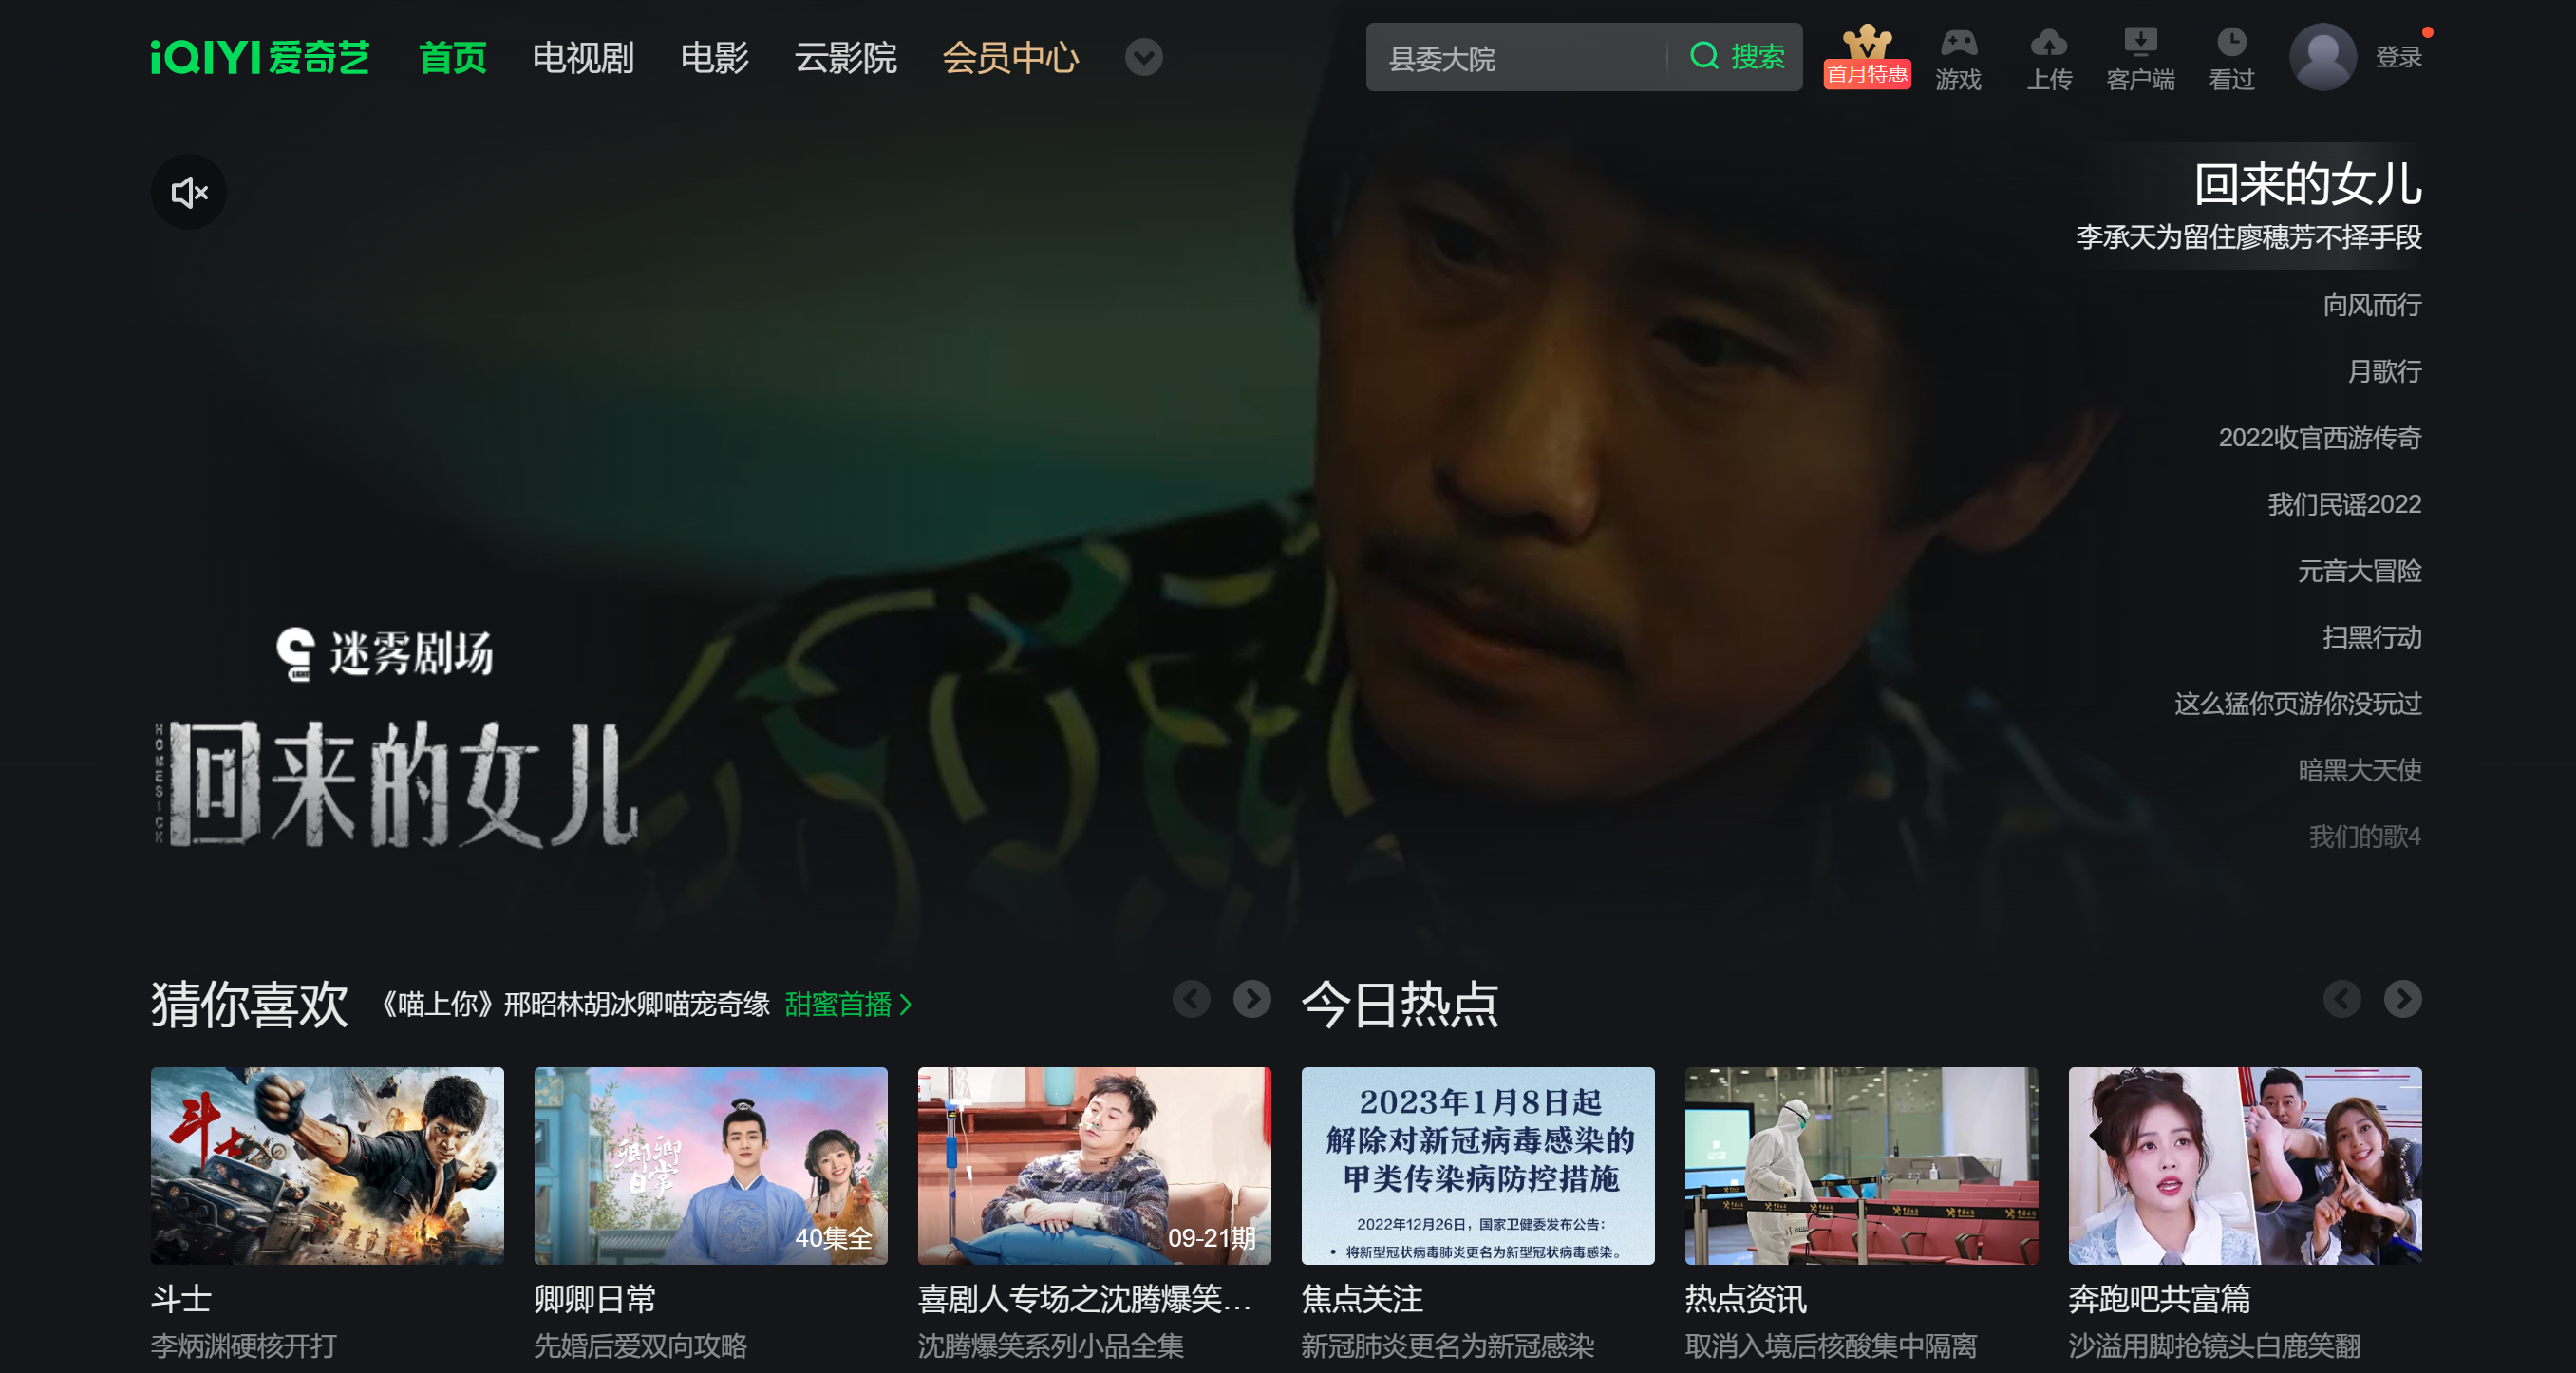 iQIYI 爱奇艺
首页
电视剧
电影
云影院
会员中心
县委大院
搜索
首月特惠
游戏
上传
客户端
看过
登录
回来的女儿
李承天为留住廖穗芳不择手段
向风而行
月歌行
2022收官西游传奇
我们民谣2022
元音大冒险
扫黑行动
这么猛你页游你没玩过
暗黑大天使
我们的歌4
迷雾剧场
HOMESICK
回来的女儿
猜你喜欢
《喵上你》邢昭林胡冰卿喵宠奇缘 甜蜜首播
今日热点
斗士
卿卿日常
40集全
09-21期
2023年1月8日起
解除对新冠病毒感染的
甲类传染病防控措施
2022年12月26日，国家卫健委发布公告：
• 将新型冠状病毒肺炎更名为新型冠状病毒感染。
斗士
李炳渊硬核开打
卿卿日常
先婚后爱双向攻略
喜剧人专场之沈腾爆笑...
沈腾爆笑系列小品全集
焦点关注
新冠肺炎更名为新冠感染
热点资讯
取消入境后核酸集中隔离
奔跑吧共富篇
沙溢用脚抢镜头白鹿笑翻